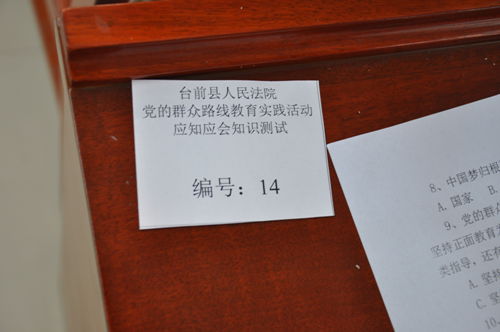 台前县人民法院
党的群众路线教育实践活动
应知应会知识测试
编号：14
8、中国梦归根
A. 国家 B.
9、党的群众
坚持正面教育
类指导，还有
A. 坚持
C. 坚
10